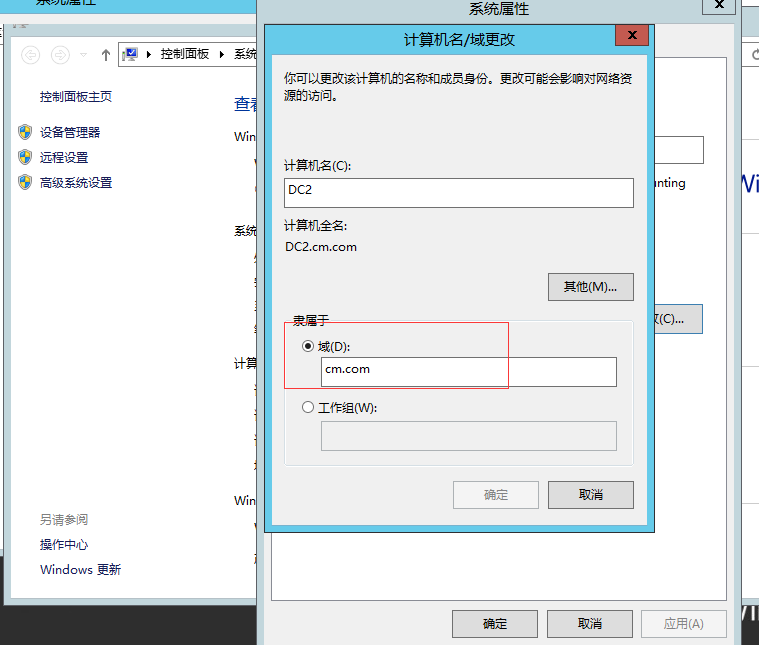 系统属性
系统属性
计算机名/域更改
控制面板
系统
你可以更改该计算机的名称和成员身份。更改可能会影响对网络资
源的访问。
控制面板主页
设备管理器
远程设置
高级系统设置
查看
Win
系统
计算
Win
计算机名(C):
DC2
计算机全名:
DC2.cm.com
其他(M)...
隶属于
域(D):
cm.com
工作组(W):
确定
取消
unting
(C)...
另请参阅
操作中心
Windows 更新
确定
取消
应用(A)